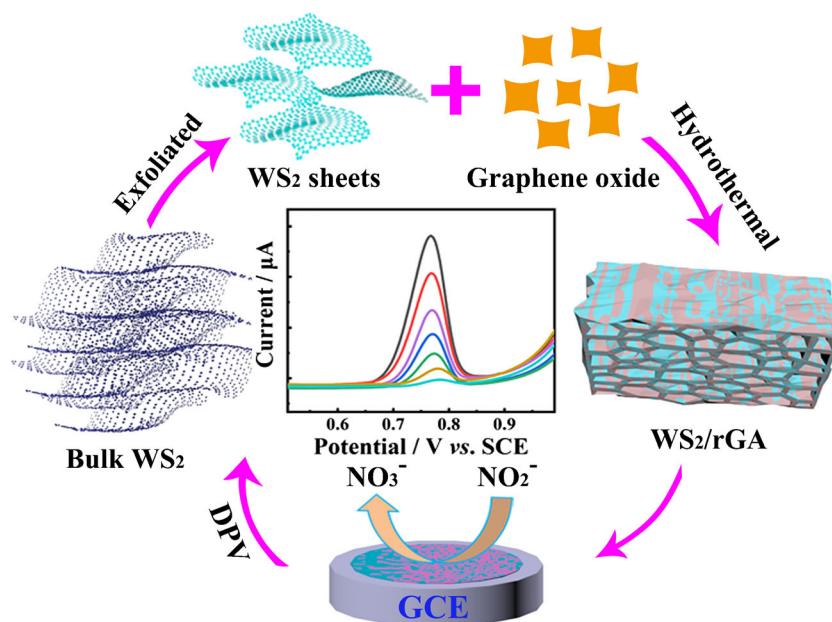 Exfoliated
WS₂ sheets
+
Graphene oxide
Hydrothermal
Current / µA
0.6 0.7 0.8 0.9
Potential / V vs. SCE
Bulk WS₂
WS₂/rGA
NO₃⁻ NO₂⁻
DPV
GCE